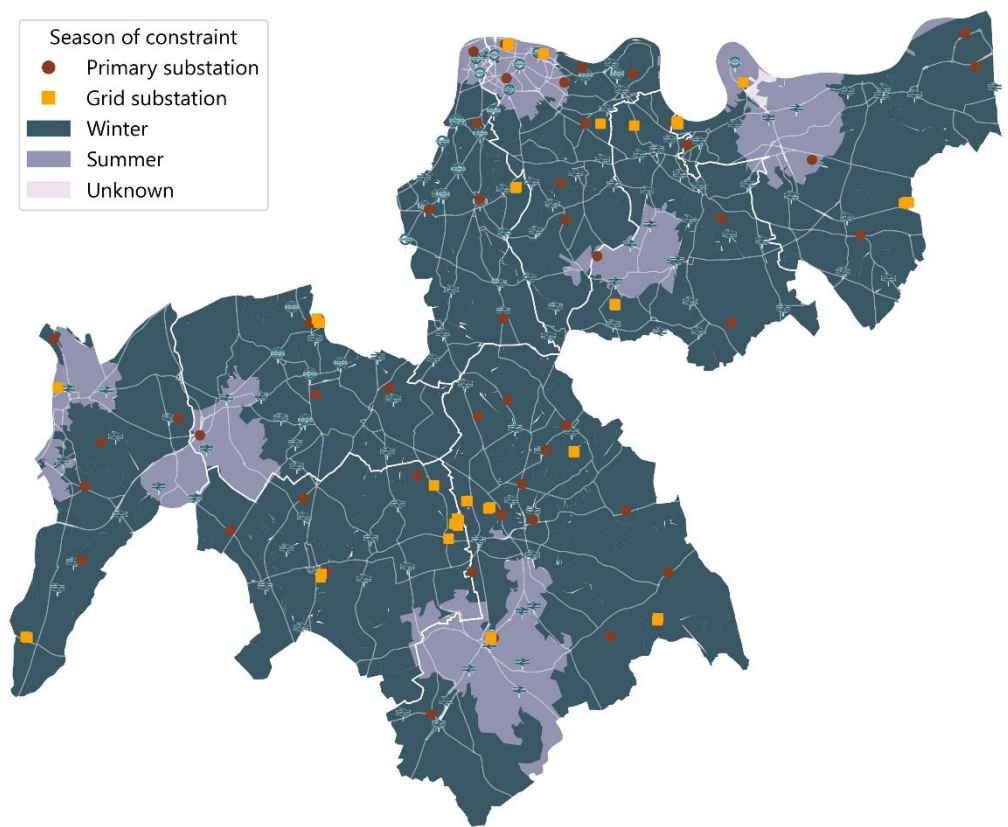 Season of constraint
Primary substation
Grid substation
Winter
Summer
Unknown